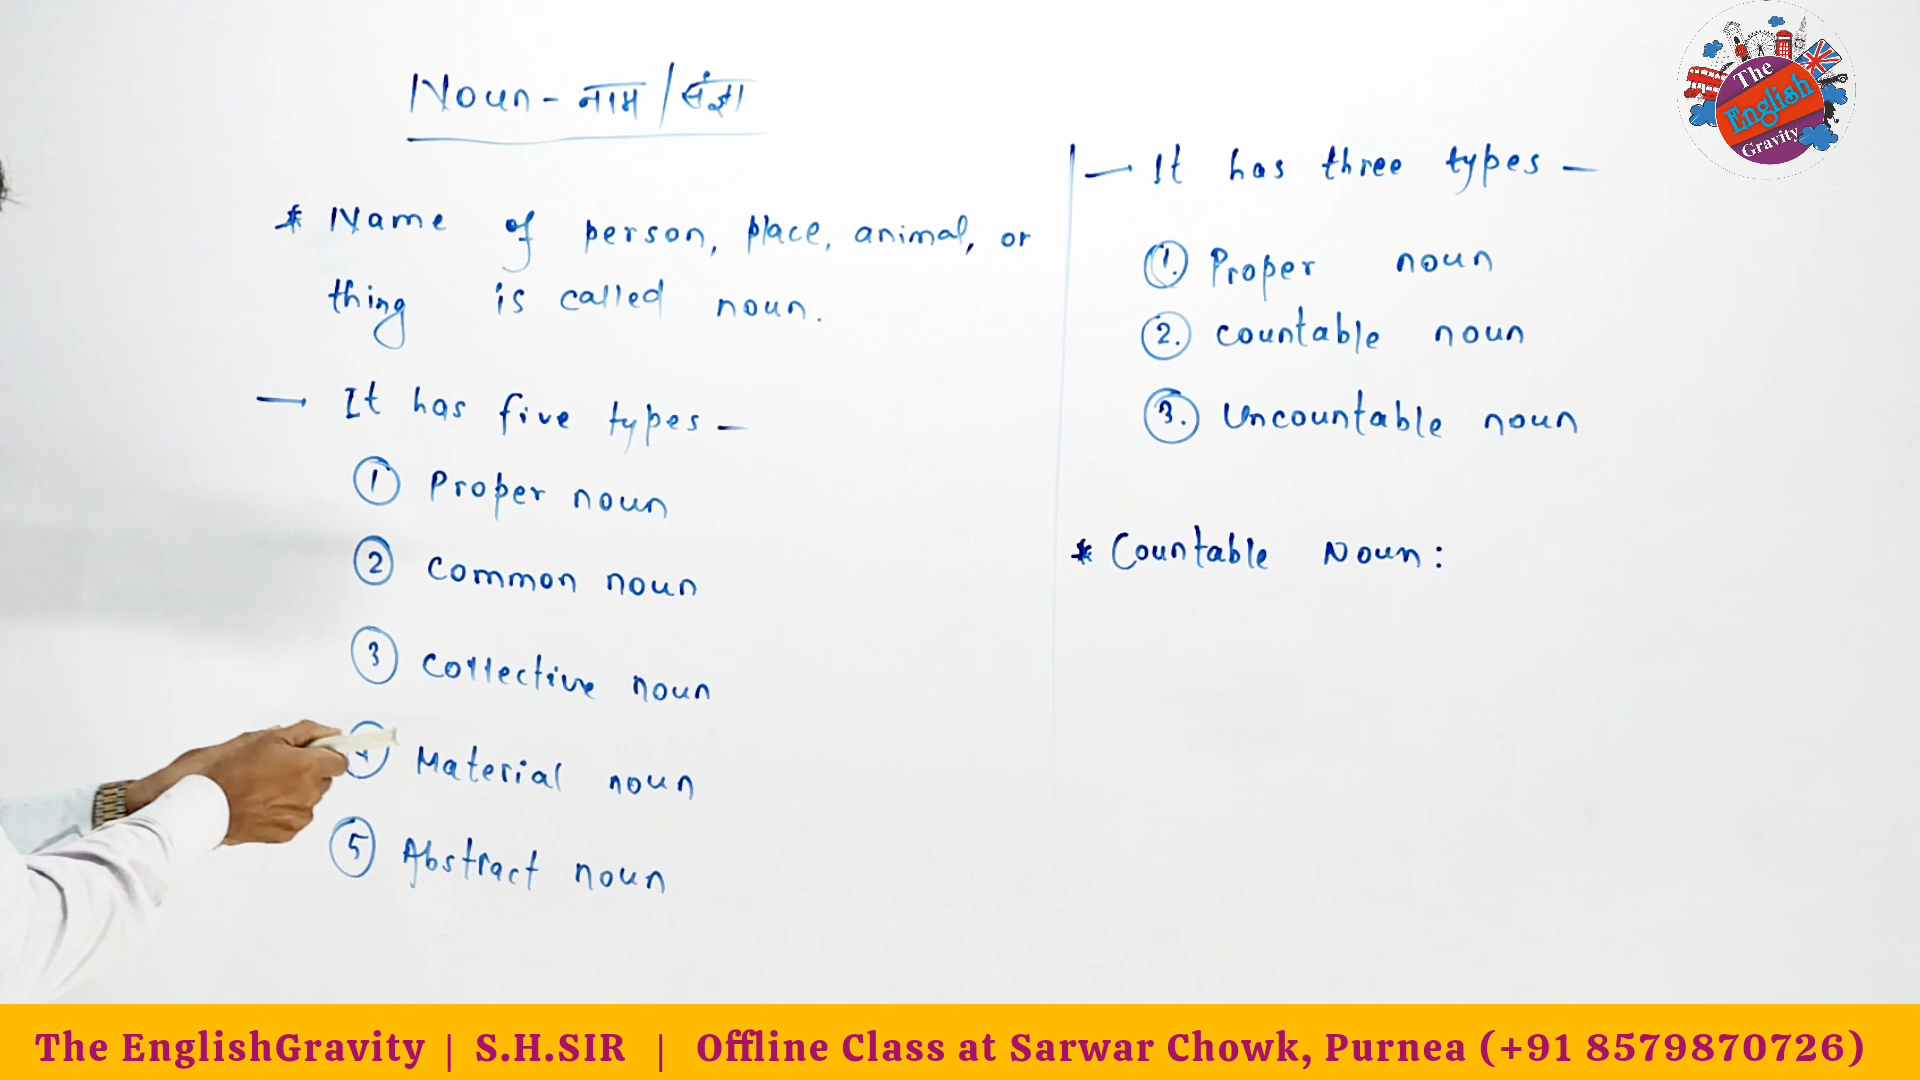 Noun - नाम / संज्ञा
* Name of person, place, animal, or
thing is called noun.
— It has five types —
① Proper noun
② Common noun
③ Collective noun
④ Material noun
⑤ Abstract noun
— It has three types —
①. Proper noun
②. Countable noun
③. Uncountable noun
* Countable Noun:
The
English
Gravity
The EnglishGravity | S.H.SIR | Offline Class at Sarwar Chowk, Purnea (+91 8579870726)